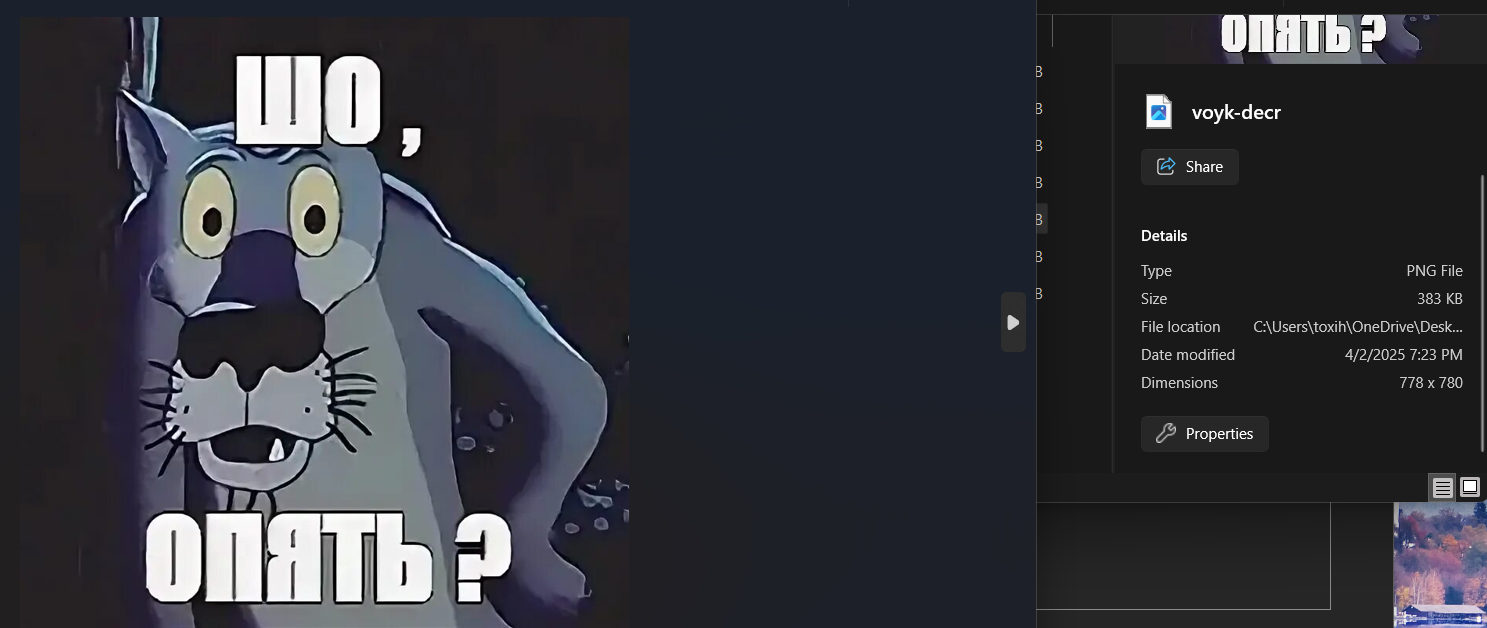 ШО ,
ОПЯТЬ ?
ОПЯТЬ ?
B
B
B
B
B
B
B
voyk-decr
Share
Details
Type PNG File
Size 383 KB
File location C:\Users\toxih\OneDrive\Desk...
Date modified 4/2/2025 7:23 PM
Dimensions 778 x 780
Properties